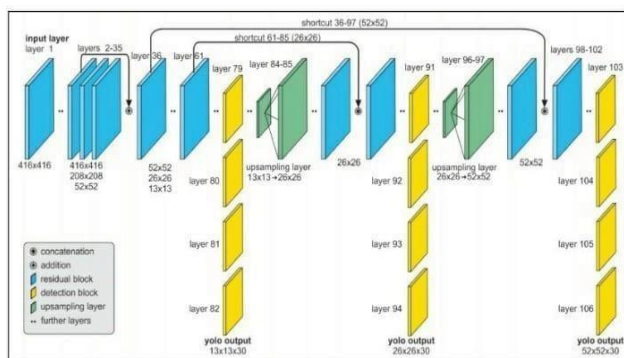 shortcut 36-97 (52x52)
shortcut 61-85 (26x26)
input layer
layer 1
layers 2-35
layer 36
layer 61
layer 79
layer 84-85
layer 91
layer 96-97
layers 98-102
layer 103
416x416
416x416
208x208
52x52
52x52
26x26
13x13
upsampling layer
13x13→26x26
26x26
upsampling layer
26x26→52x52
52x52
layer 80
layer 92
layer 104
layer 81
layer 93
layer 105
layer 82
layer 94
layer 106
concatenation
addition
residual block
detection block
upsampling layer
further layers
yolo output
13x13x30
yolo output
26x26x30
yolo output
52x52x30